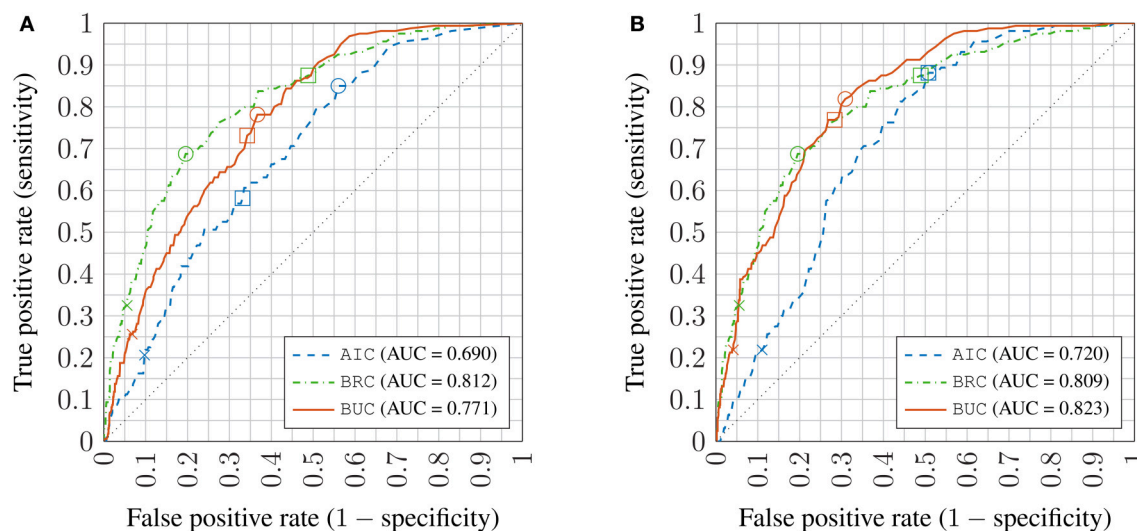 A
True positive rate (sensitivity)
1
0.9
0.8
0.7
0.6
0.5
0.4
0.3
0.2
0.1
0
AIC (AUC = 0.690)
BRC (AUC = 0.812)
BUC (AUC = 0.771)
0 0.1 0.2 0.3 0.4 0.5 0.6 0.7 0.8 0.9 1
False positive rate (1 − specificity)
B
True positive rate (sensitivity)
1
0.9
0.8
0.7
0.6
0.5
0.4
0.3
0.2
0.1
0
AIC (AUC = 0.720)
BRC (AUC = 0.809)
BUC (AUC = 0.823)
0 0.1 0.2 0.3 0.4 0.5 0.6 0.7 0.8 0.9 1
False positive rate (1 − specificity)